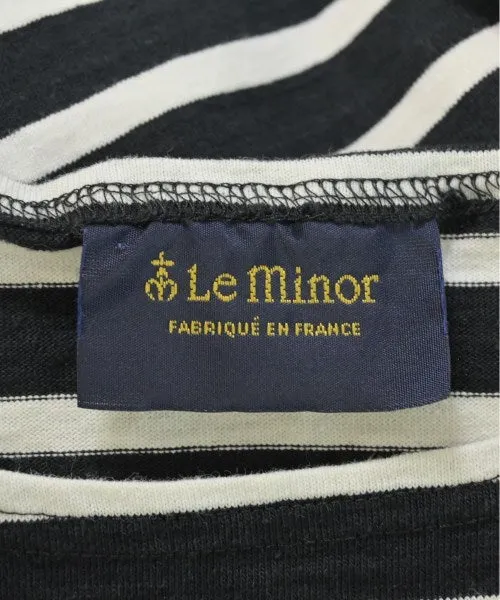 Le Minor
FABRIQUÉ EN FRANCE